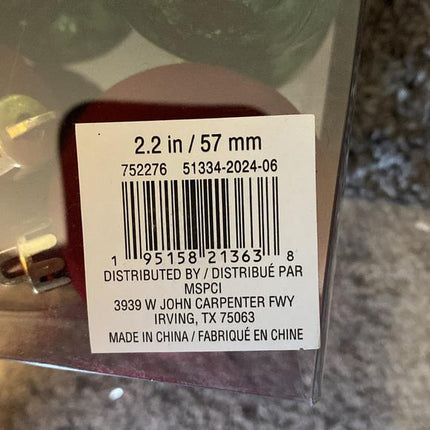 2.2 in / 57 mm
752276 51334-2024-06
1 95158 21363 8
DISTRIBUTED BY / DISTRIBUÉ PAR
MSPCI
3939 W JOHN CARPENTER FWY
IRVING, TX 75063
MADE IN CHINA / FABRIQUÉ EN CHINE